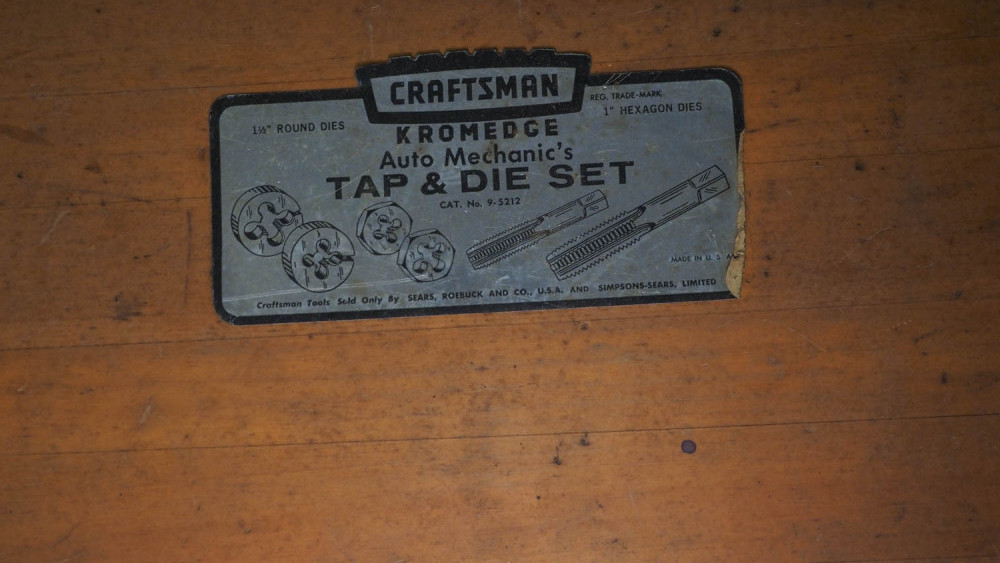 CRAFTSMAN
REG. TRADE-MARK
1½" ROUND DIES
1" HEXAGON DIES
KROMEDGE
Auto Mechanic's
TAP & DIE SET
CAT. No. 9-5212
MADE IN U. S. A.
Craftsman Tools Sold Only By SEARS, ROEBUCK AND CO., U.S.A. AND SIMPSONS-SEARS, LIMITED